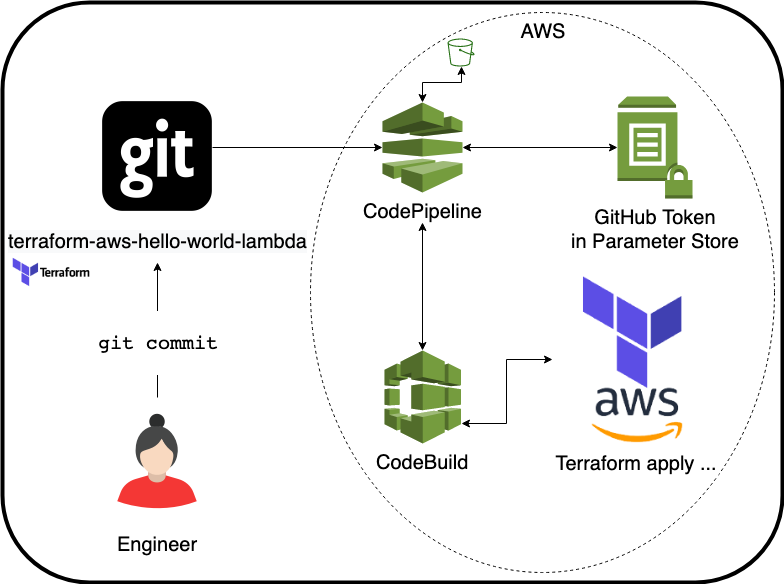 AWS
git
CodePipeline
GitHub Token
in Parameter Store
terraform-aws-hello-world-lambda
Terraform
git commit
aws
CodeBuild
Terraform apply ...
Engineer